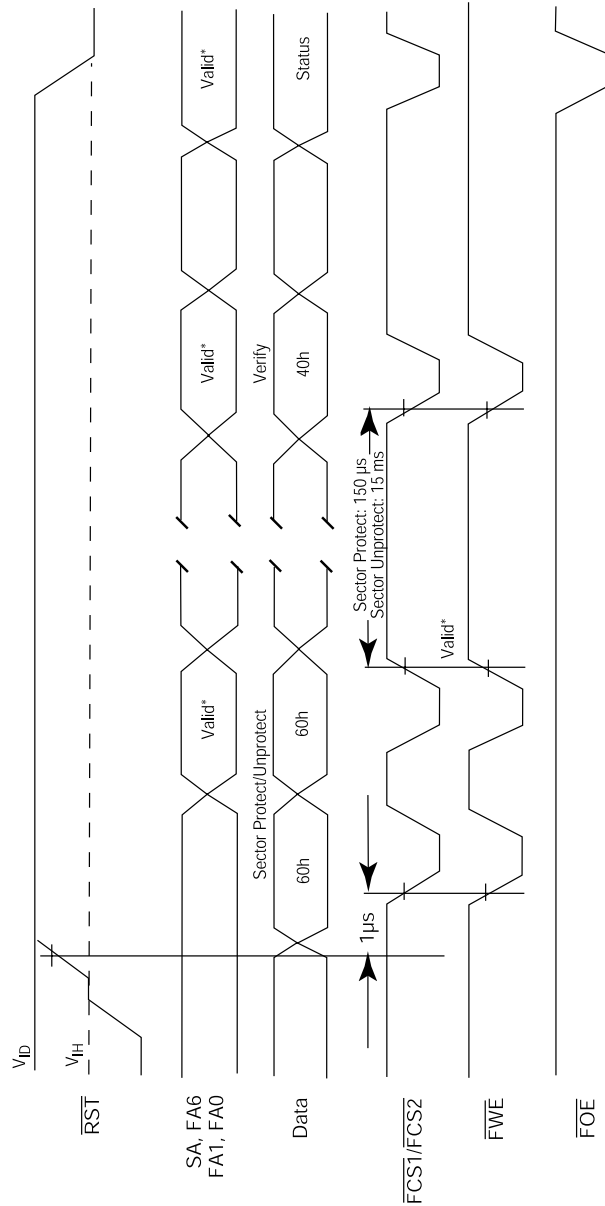 V_ID
V_IH
RST
Valid*
Valid*
Valid*
SA, FA6
FA1, FA0
Sector Protect/Unprotect
Verify
Data
60h
60h
40h
Status
1µs
Sector Protect: 150 µs
Sector Unprotect: 15 ms
FCS1/FCS2
Valid*
FWE
FOE